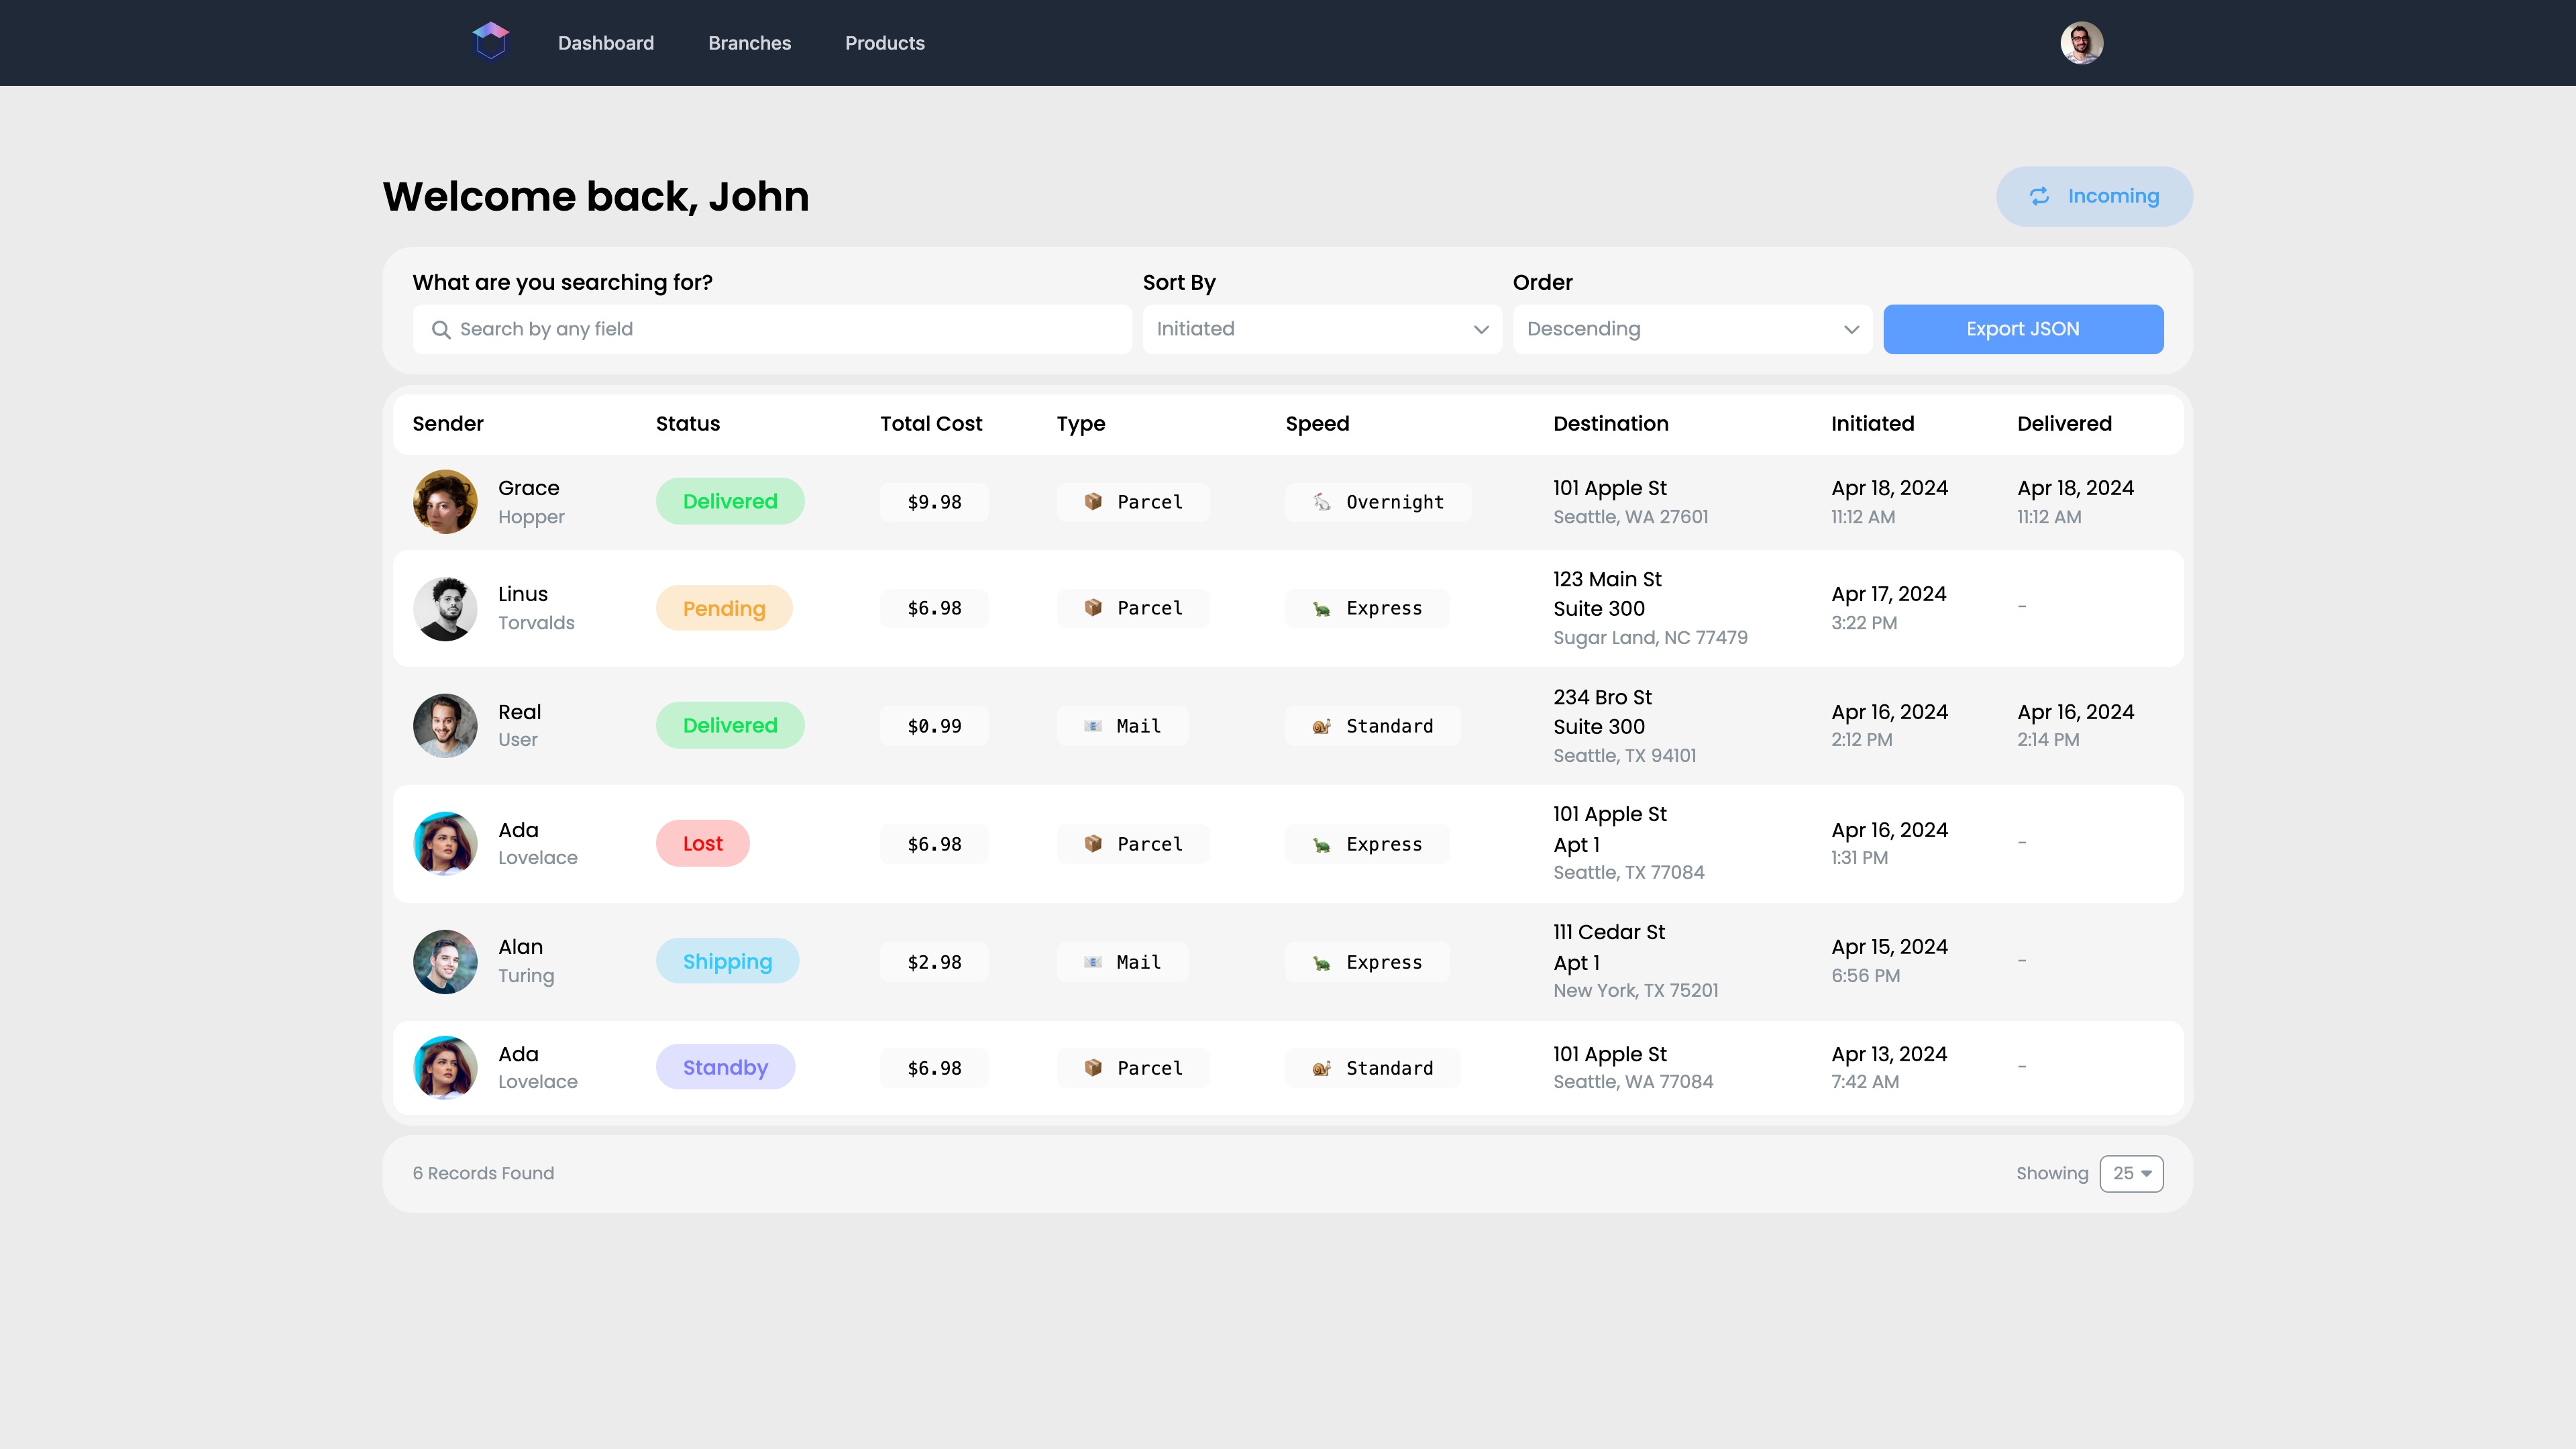 Dashboard
Branches
Products
Welcome back, John
Incoming
What are you searching for?
Sort By
Order
Search by any field
Initiated
Descending
Export JSON
Sender
Status
Total Cost
Type
Speed
Destination
Initiated
Delivered
Grace
Hopper
Delivered
$9.98
Parcel
Overnight
101 Apple St
Seattle, WA 27601
Apr 18, 2024
11:12 AM
Apr 18, 2024
11:12 AM
Linus
Torvalds
Pending
$6.98
Parcel
Express
123 Main St
Suite 300
Sugar Land, NC 77479
Apr 17, 2024
3:22 PM
-
Real
User
Delivered
$0.99
Mail
Standard
234 Bro St
Suite 300
Seattle, TX 94101
Apr 16, 2024
2:12 PM
Apr 16, 2024
2:14 PM
Ada
Lovelace
Lost
$6.98
Parcel
Express
101 Apple St
Apt 1
Seattle, TX 77084
Apr 16, 2024
1:31 PM
-
Alan
Turing
Shipping
$2.98
Mail
Express
111 Cedar St
Apt 1
New York, TX 75201
Apr 15, 2024
6:56 PM
-
Ada
Lovelace
Standby
$6.98
Parcel
Standard
101 Apple St
Seattle, WA 77084
Apr 13, 2024
7:42 AM
-
6 Records Found
Showing
25